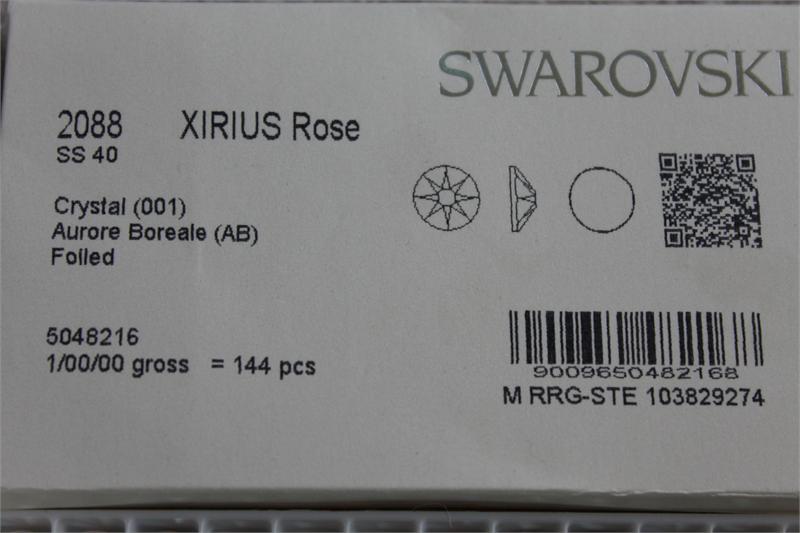 SWAROVSKI
2088 XIRIUS Rose
SS 40
Crystal (001)
Aurore Boreale (AB)
Foiled
5048216
1/00/00 gross = 144 pcs
9009650482168
M RRG-STE 103829274